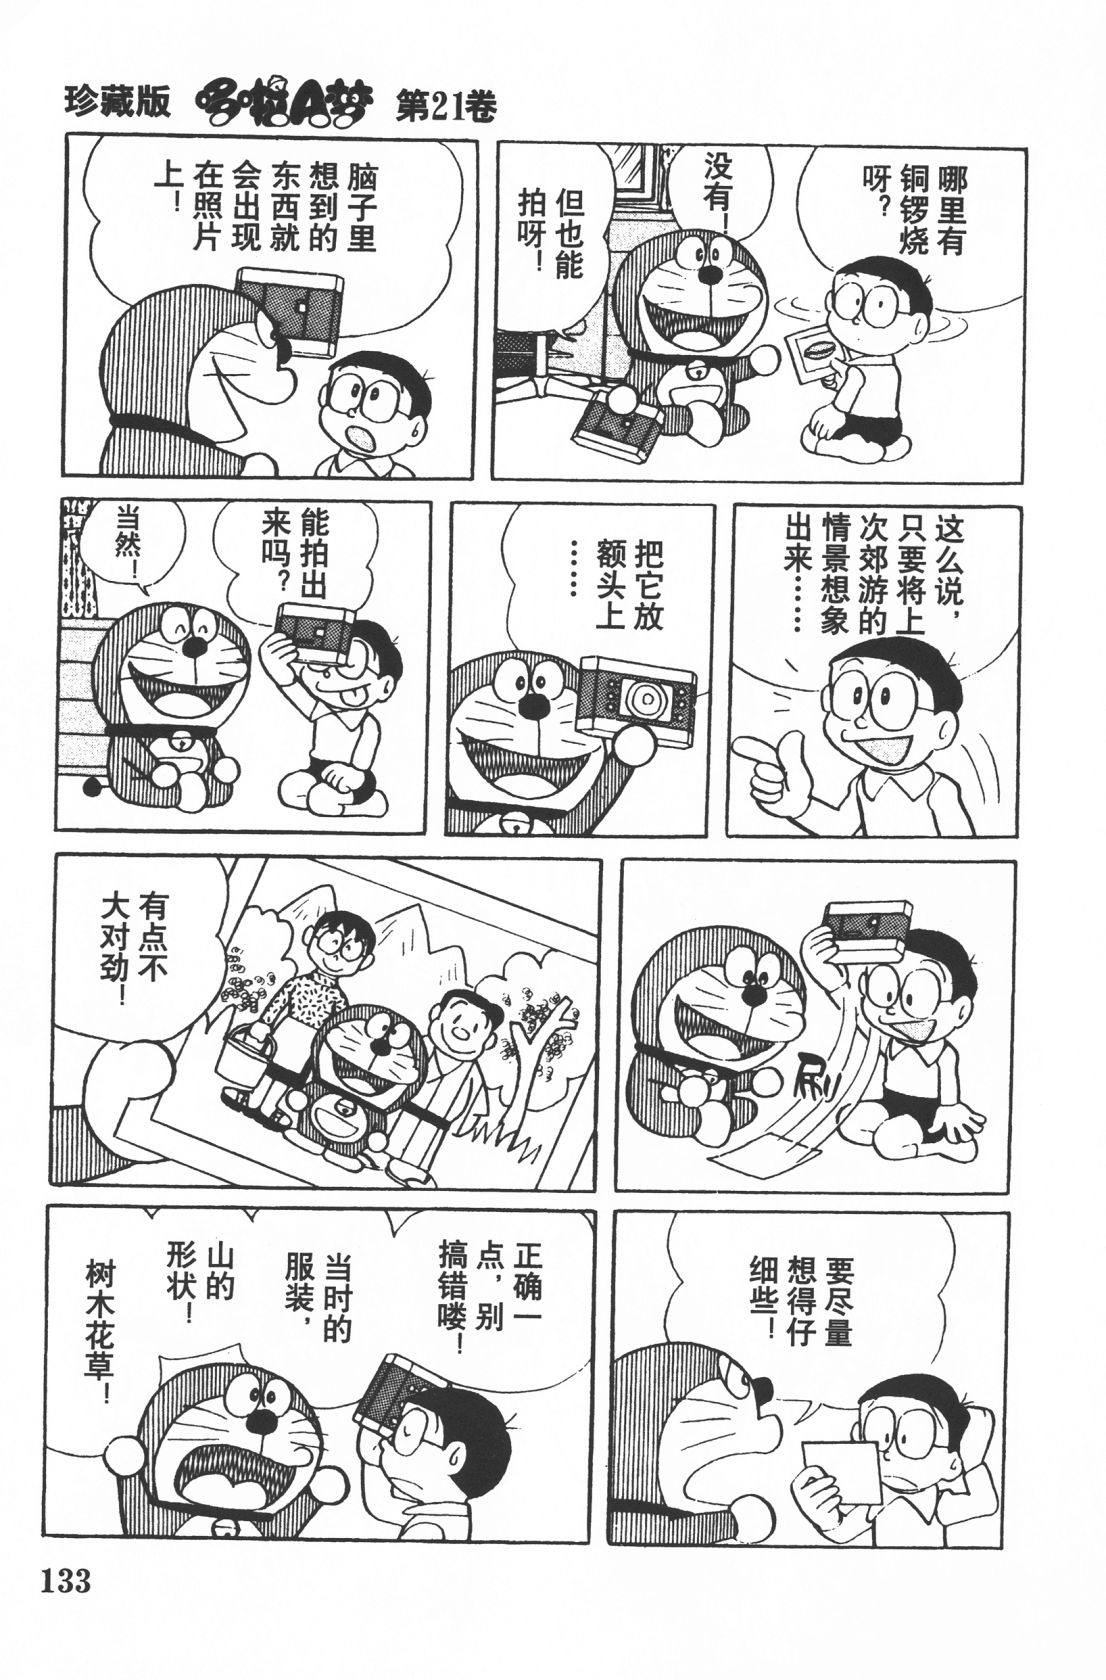 珍藏版 哆啦A梦 第21卷
哪里有
铜锣烧
呀？
没有！
但也能
拍呀！
脑子里
想到的
东西就
会出现
在照片
上！
这么说，
只要将上
次郊游的
情景想象
出来……
把它放
额头上
……
能拍出
来吗？
当然！
刷
有点不
大对劲！
要尽量
想得仔
细些！
正确一
点，别
搞错喽！
当时的
服装，
山的
形状！
树木花草！
133